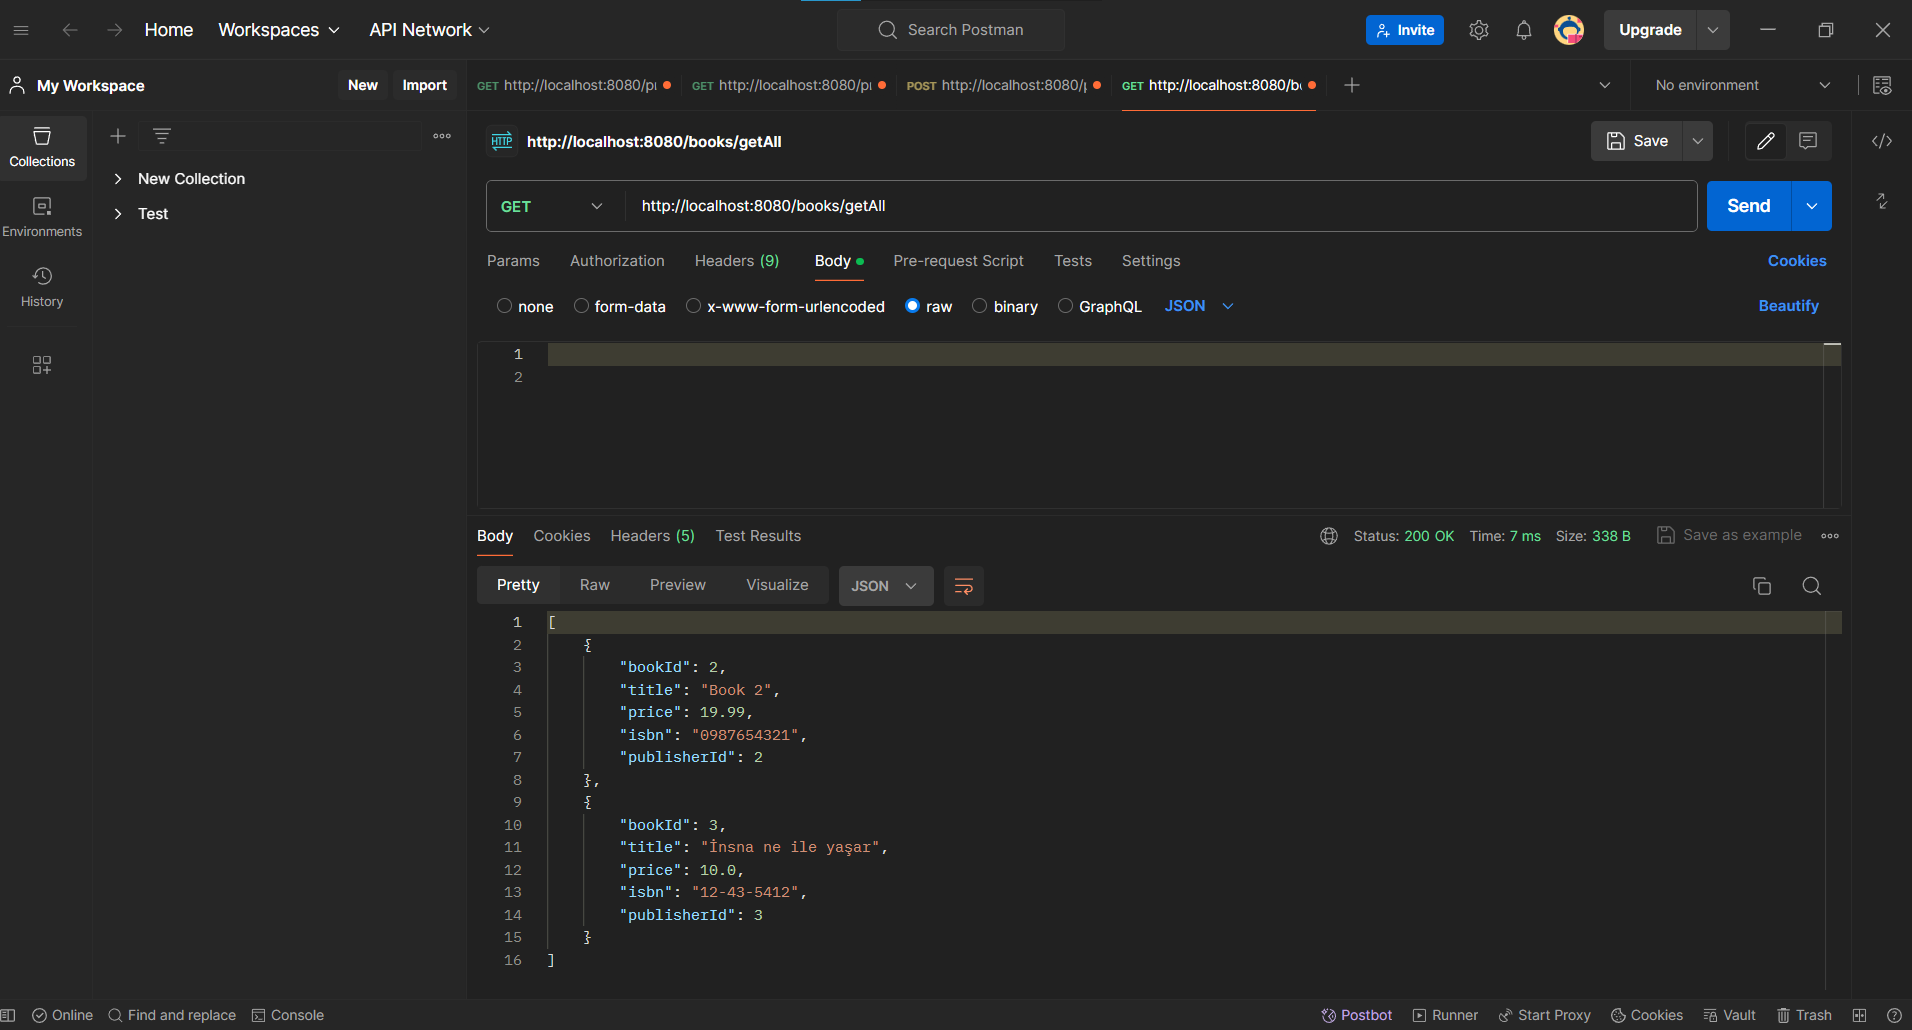 Home Workspaces API Network Search Postman Invite Upgrade
My Workspace New Import GET http://localhost:8080/p GET http://localhost:8080/p POST http://localhost:8080/ GET http://localhost:8080/b No environment
Collections
Environments
History
New Collection
Test
HTTP http://localhost:8080/books/getAll Save
GET http://localhost:8080/books/getAll Send
Params Authorization Headers (9) Body Pre-request Script Tests Settings Cookies
none form-data x-www-form-urlencoded raw binary GraphQL JSON Beautify
1
2
Body Cookies Headers (5) Test Results Status: 200 OK Time: 7 ms Size: 338 B Save as example
Pretty Raw Preview Visualize JSON
1 [
2 {
3 "bookId": 2,
4 "title": "Book 2",
5 "price": 19.99,
6 "isbn": "0987654321",
7 "publisherId": 2
8 },
9 {
10 "bookId": 3,
11 "title": "İnsna ne ile yaşar",
12 "price": 10.0,
13 "isbn": "12-43-5412",
14 "publisherId": 3
15 }
16 ]
Online Find and replace Console Postbot Runner Start Proxy Cookies Vault Trash